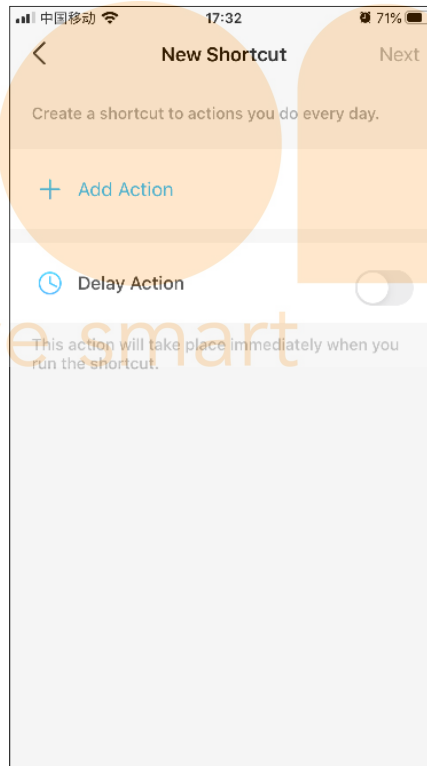 中国移动 17:32 71%
New Shortcut Next
Create a shortcut to actions you do every day.
Add Action
Delay Action
This action will take place immediately when you
run the shortcut.
e smart